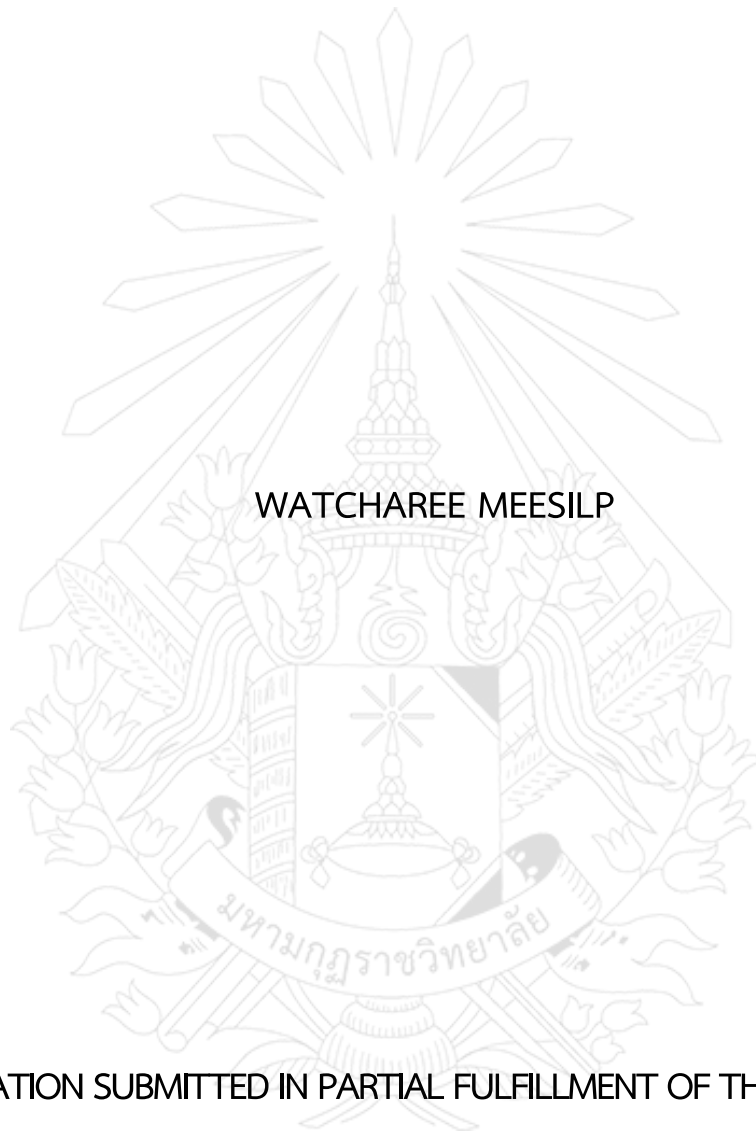 WATCHAREE MEESILP
มหามกุฏราชวิทยาลัย
ATION SUBMITTED IN PARTIAL FULFILLMENT OF TH